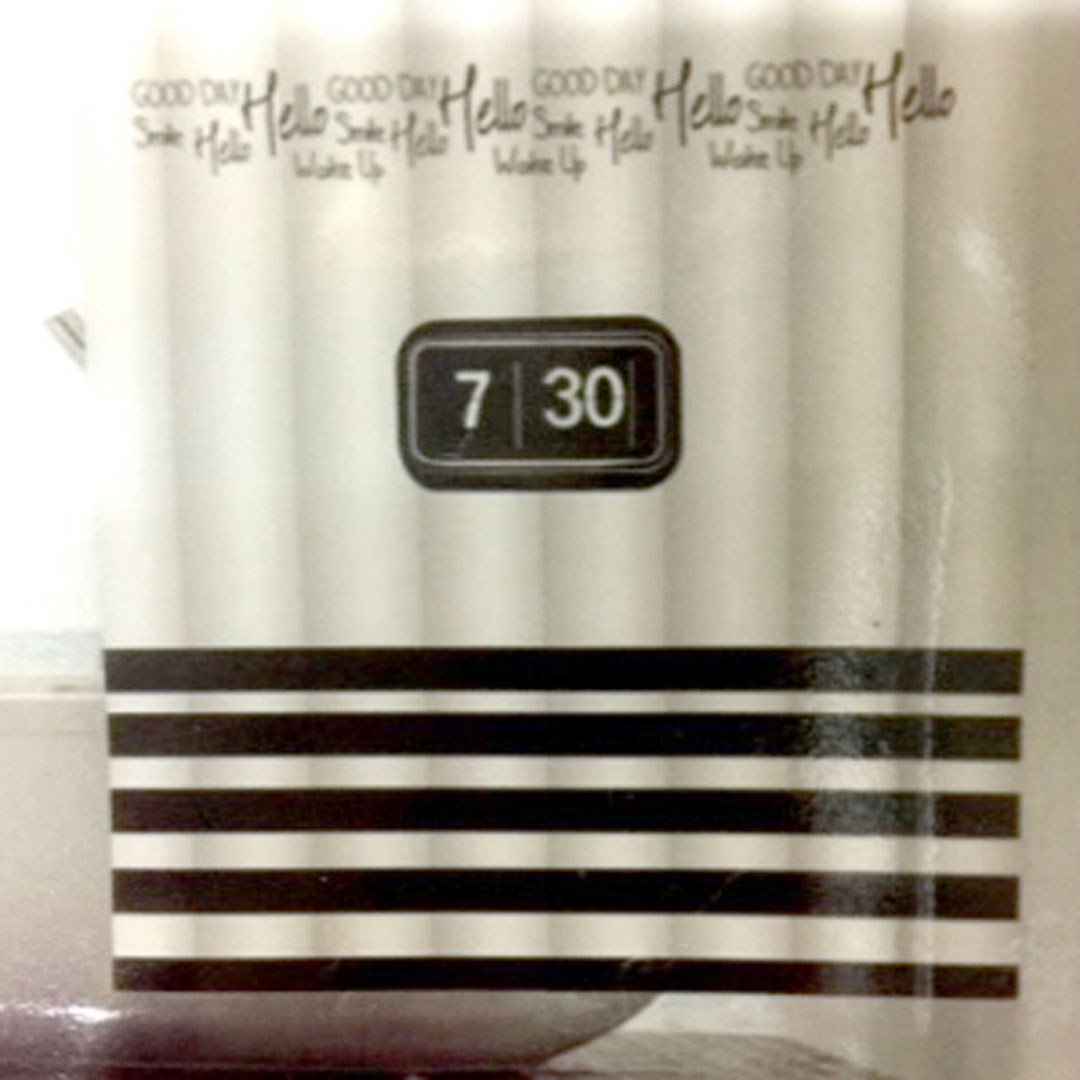 GOOD DAY Hello GOOD DAY Hello GOOD DAY Hello GOOD DAY Hello
Smile Hello Smile Hello Smile Hello Smile Hello
Wake Up Wake Up Wake Up
7 30